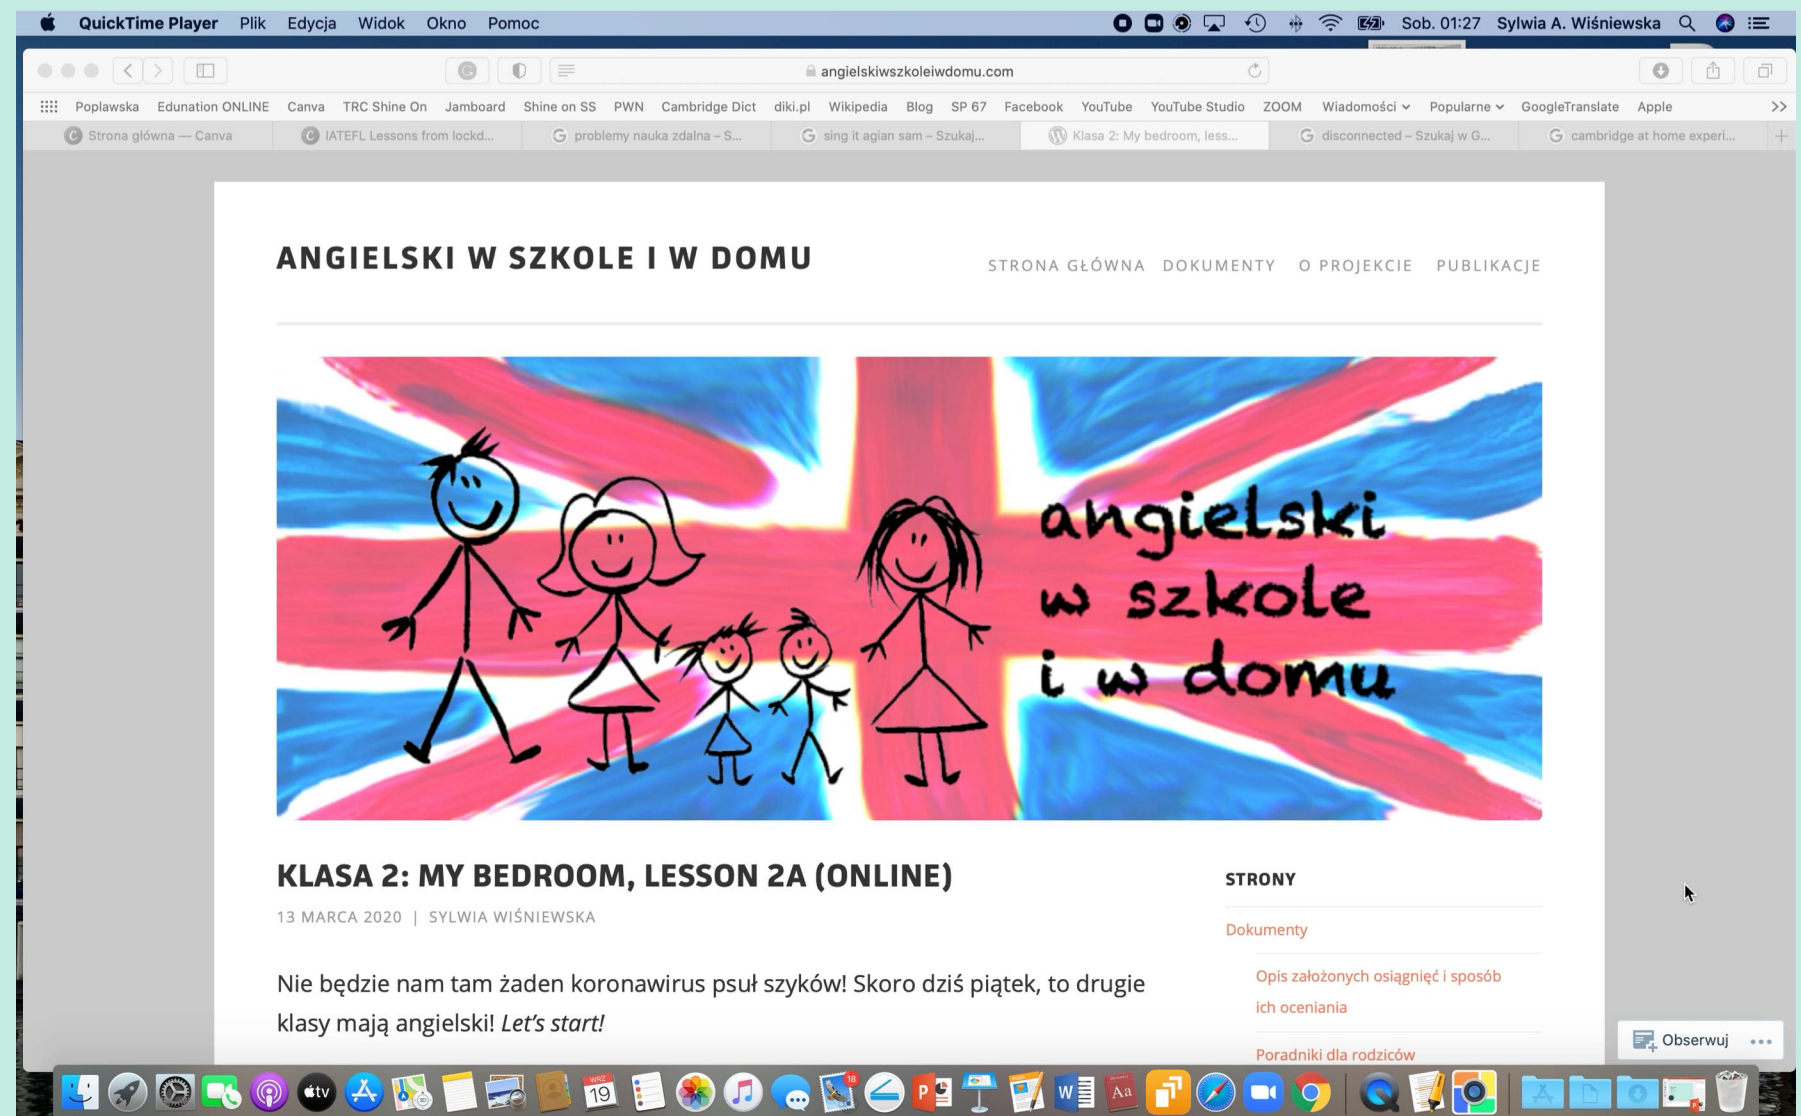 QuickTime Player Plik Edycja Widok Okno Pomoc Sob. 01:27 Sylwia A. Wiśniewska
angielskiwszkoleiwdomu.com
Poplawska Edunation ONLINE Canva TRC Shine On Jamboard Shine on SS PWN Cambridge Dict diki.pl Wikipedia Blog SP 67 Facebook YouTube YouTube Studio ZOOM Wiadomości Popularne GoogleTranslate Apple
Strona główna — Canva IATEFL Lessons from lockd... problemy nauka zdalna – S... sing it agian sam – Szukaj... Klasa 2: My bedroom, less... disconnected – Szukaj w G... cambridge at home experi...
ANGIELSKI W SZKOLE I W DOMU
STRONA GŁÓWNA DOKUMENTY O PROJEKCIE PUBLIKACJE
angielski
w szkole
i w domu
KLASA 2: MY BEDROOM, LESSON 2A (ONLINE)
13 MARCA 2020 | SYLWIA WIŚNIEWSKA
Nie będzie nam tam żaden koronawirus psuł szyków! Skoro dziś piątek, to drugie
klasy mają angielski! Let's start!
STRONY
Dokumenty
Opis założonych osiągnięć i sposób
ich oceniania
Poradniki dla rodziców
Obserwuj
tv
WRZ
19
18